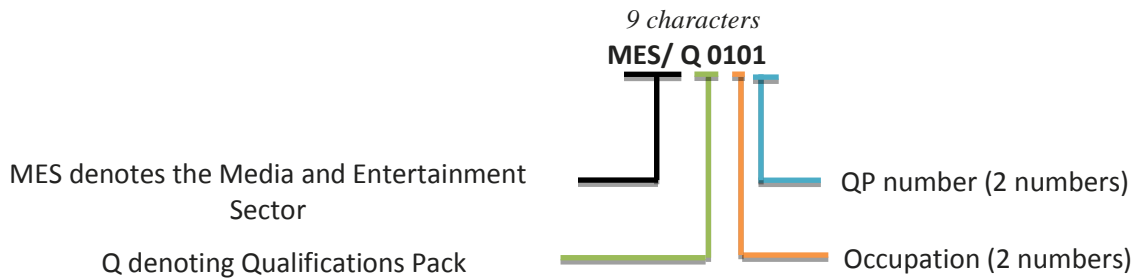 9 characters
MES/ Q 0101
MES denotes the Media and Entertainment
Sector
QP number (2 numbers)
Q denoting Qualifications Pack
Occupation (2 numbers)